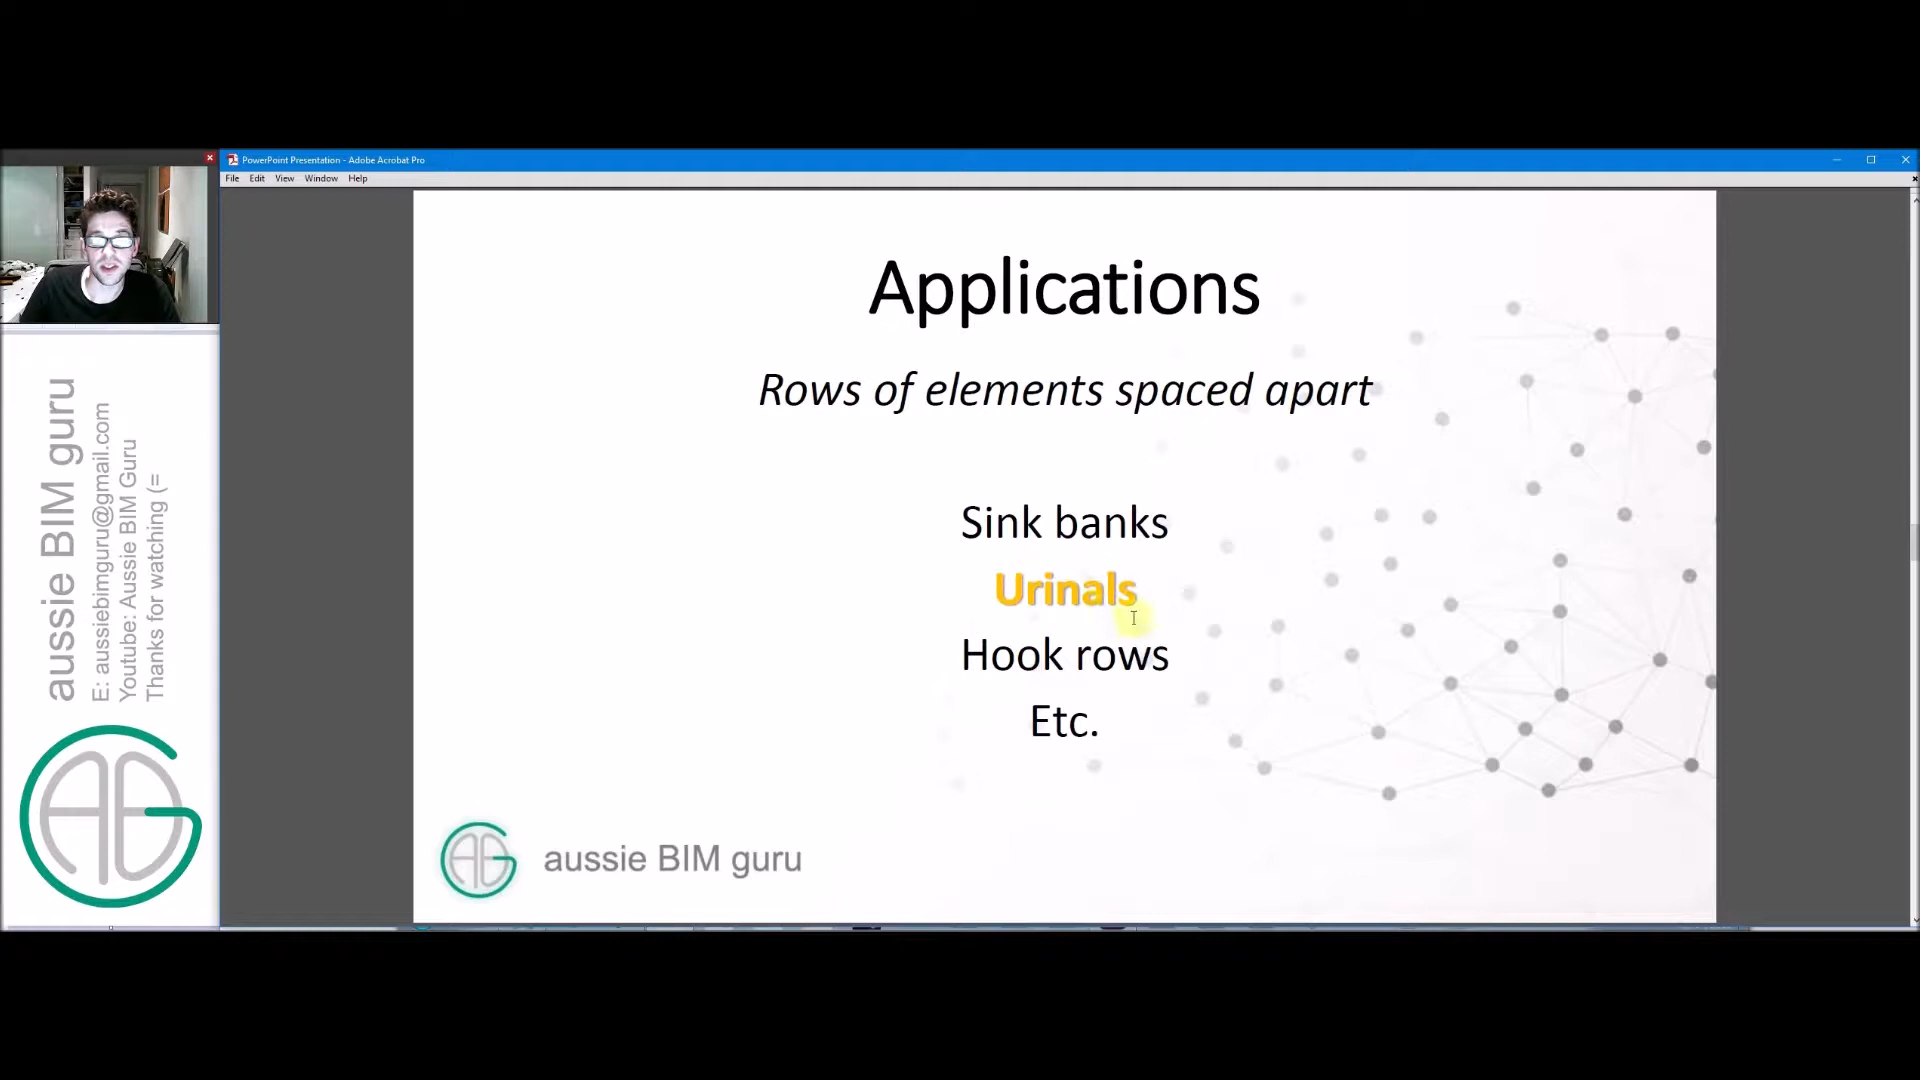 PowerPoint Presentation - Adobe Acrobat Pro
File Edit View Window Help
Applications
Rows of elements spaced apart
Sink banks
Urinals
Hook rows
Etc.
aussie BIM guru
aussie BIM guru
E: aussiebimguru@gmail.com
Youtube: Aussie BIM Guru
Thanks for watching (=